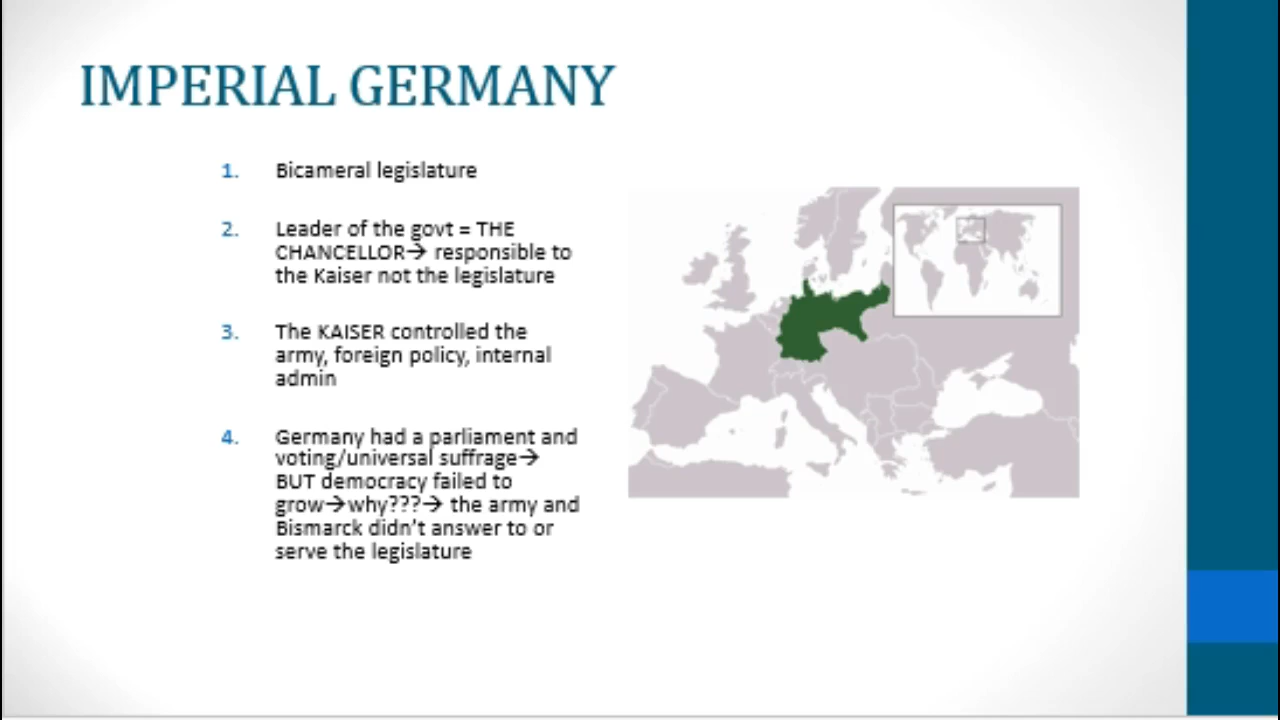 IMPERIAL GERMANY
1. Bicameral legislature
2. Leader of the govt = THE
CHANCELLOR→ responsible to
the Kaiser not the legislature
3. The KAISER controlled the
army, foreign policy, internal
admin
4. Germany had a parliament and
voting/universal suffrage→
BUT democracy failed to
grow→why???→ the army and
Bismarck didn't answer to or
serve the legislature